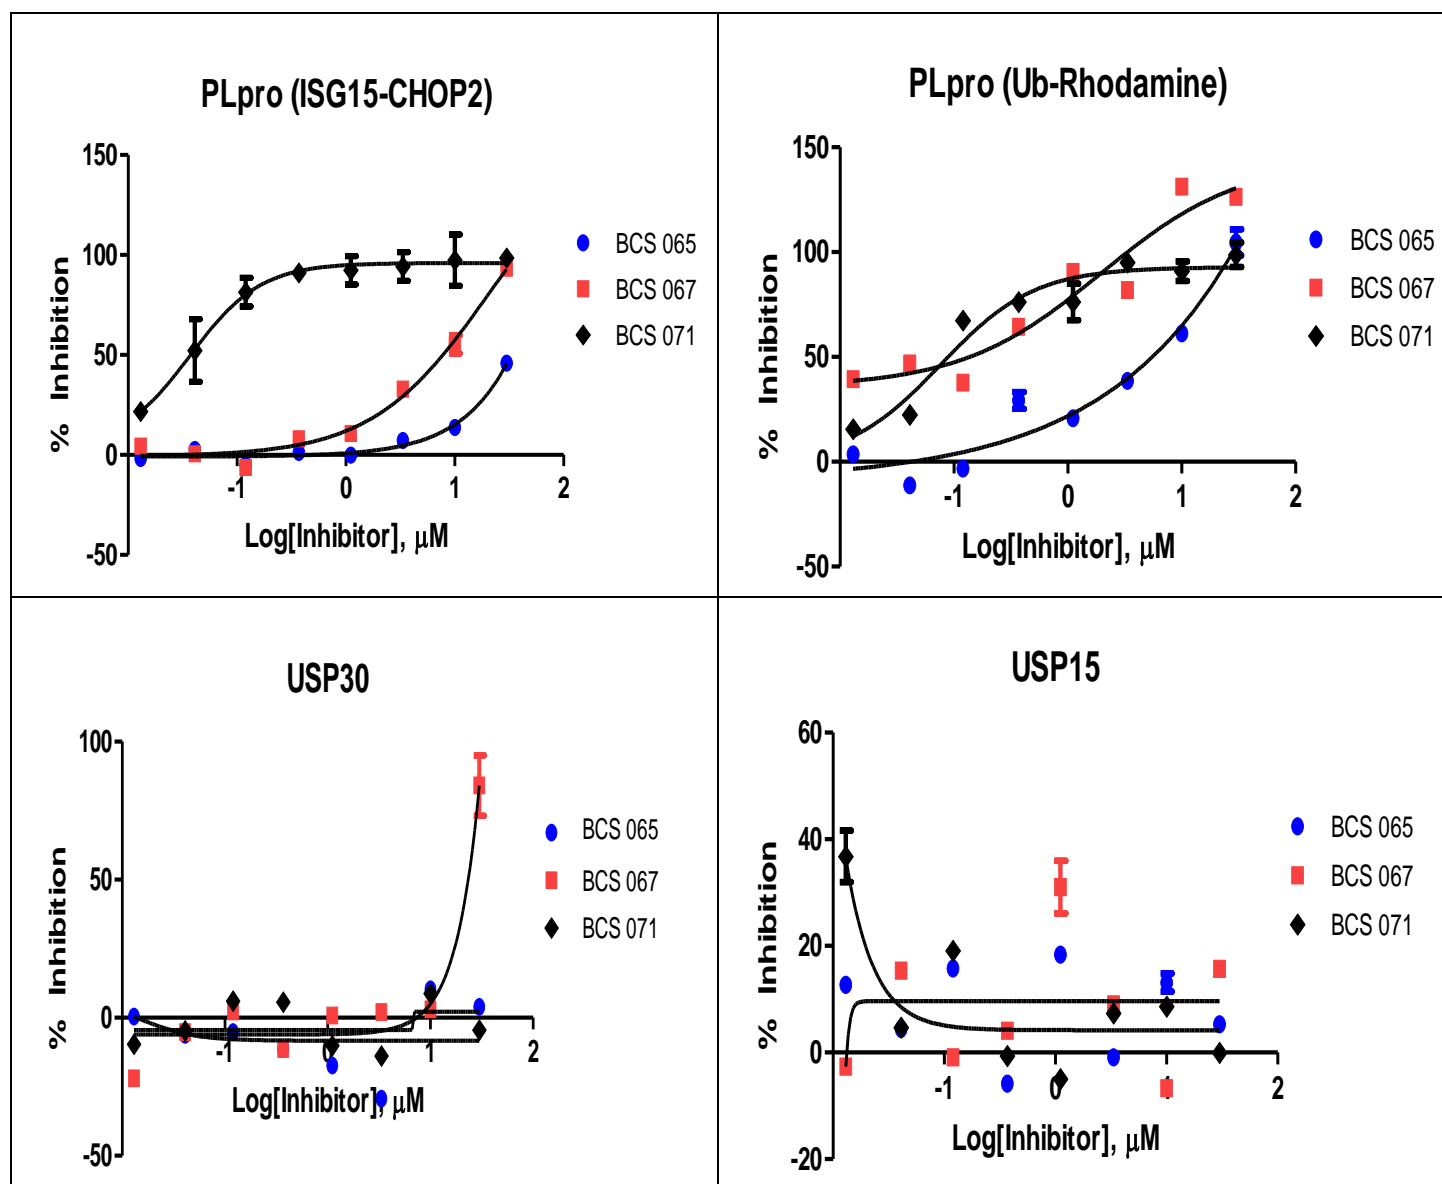 PLpro (ISG15-CHOP2)
150
100
50
0
-50
% Inhibition
-1
0
1
2
Log[Inhibitor], μM
BCS 065
BCS 067
BCS 071
PLpro (Ub-Rhodamine)
150
100
50
0
-50
% Inhibition
-1
0
1
2
Log[Inhibitor], μM
BCS 065
BCS 067
BCS 071
USP30
100
50
0
-50
% Inhibition
-1
0
1
2
Log[Inhibitor], μM
BCS 065
BCS 067
BCS 071
USP15
60
40
20
0
-20
% Inhibition
-1
0
1
2
Log[Inhibitor], μM
BCS 065
BCS 067
BCS 071